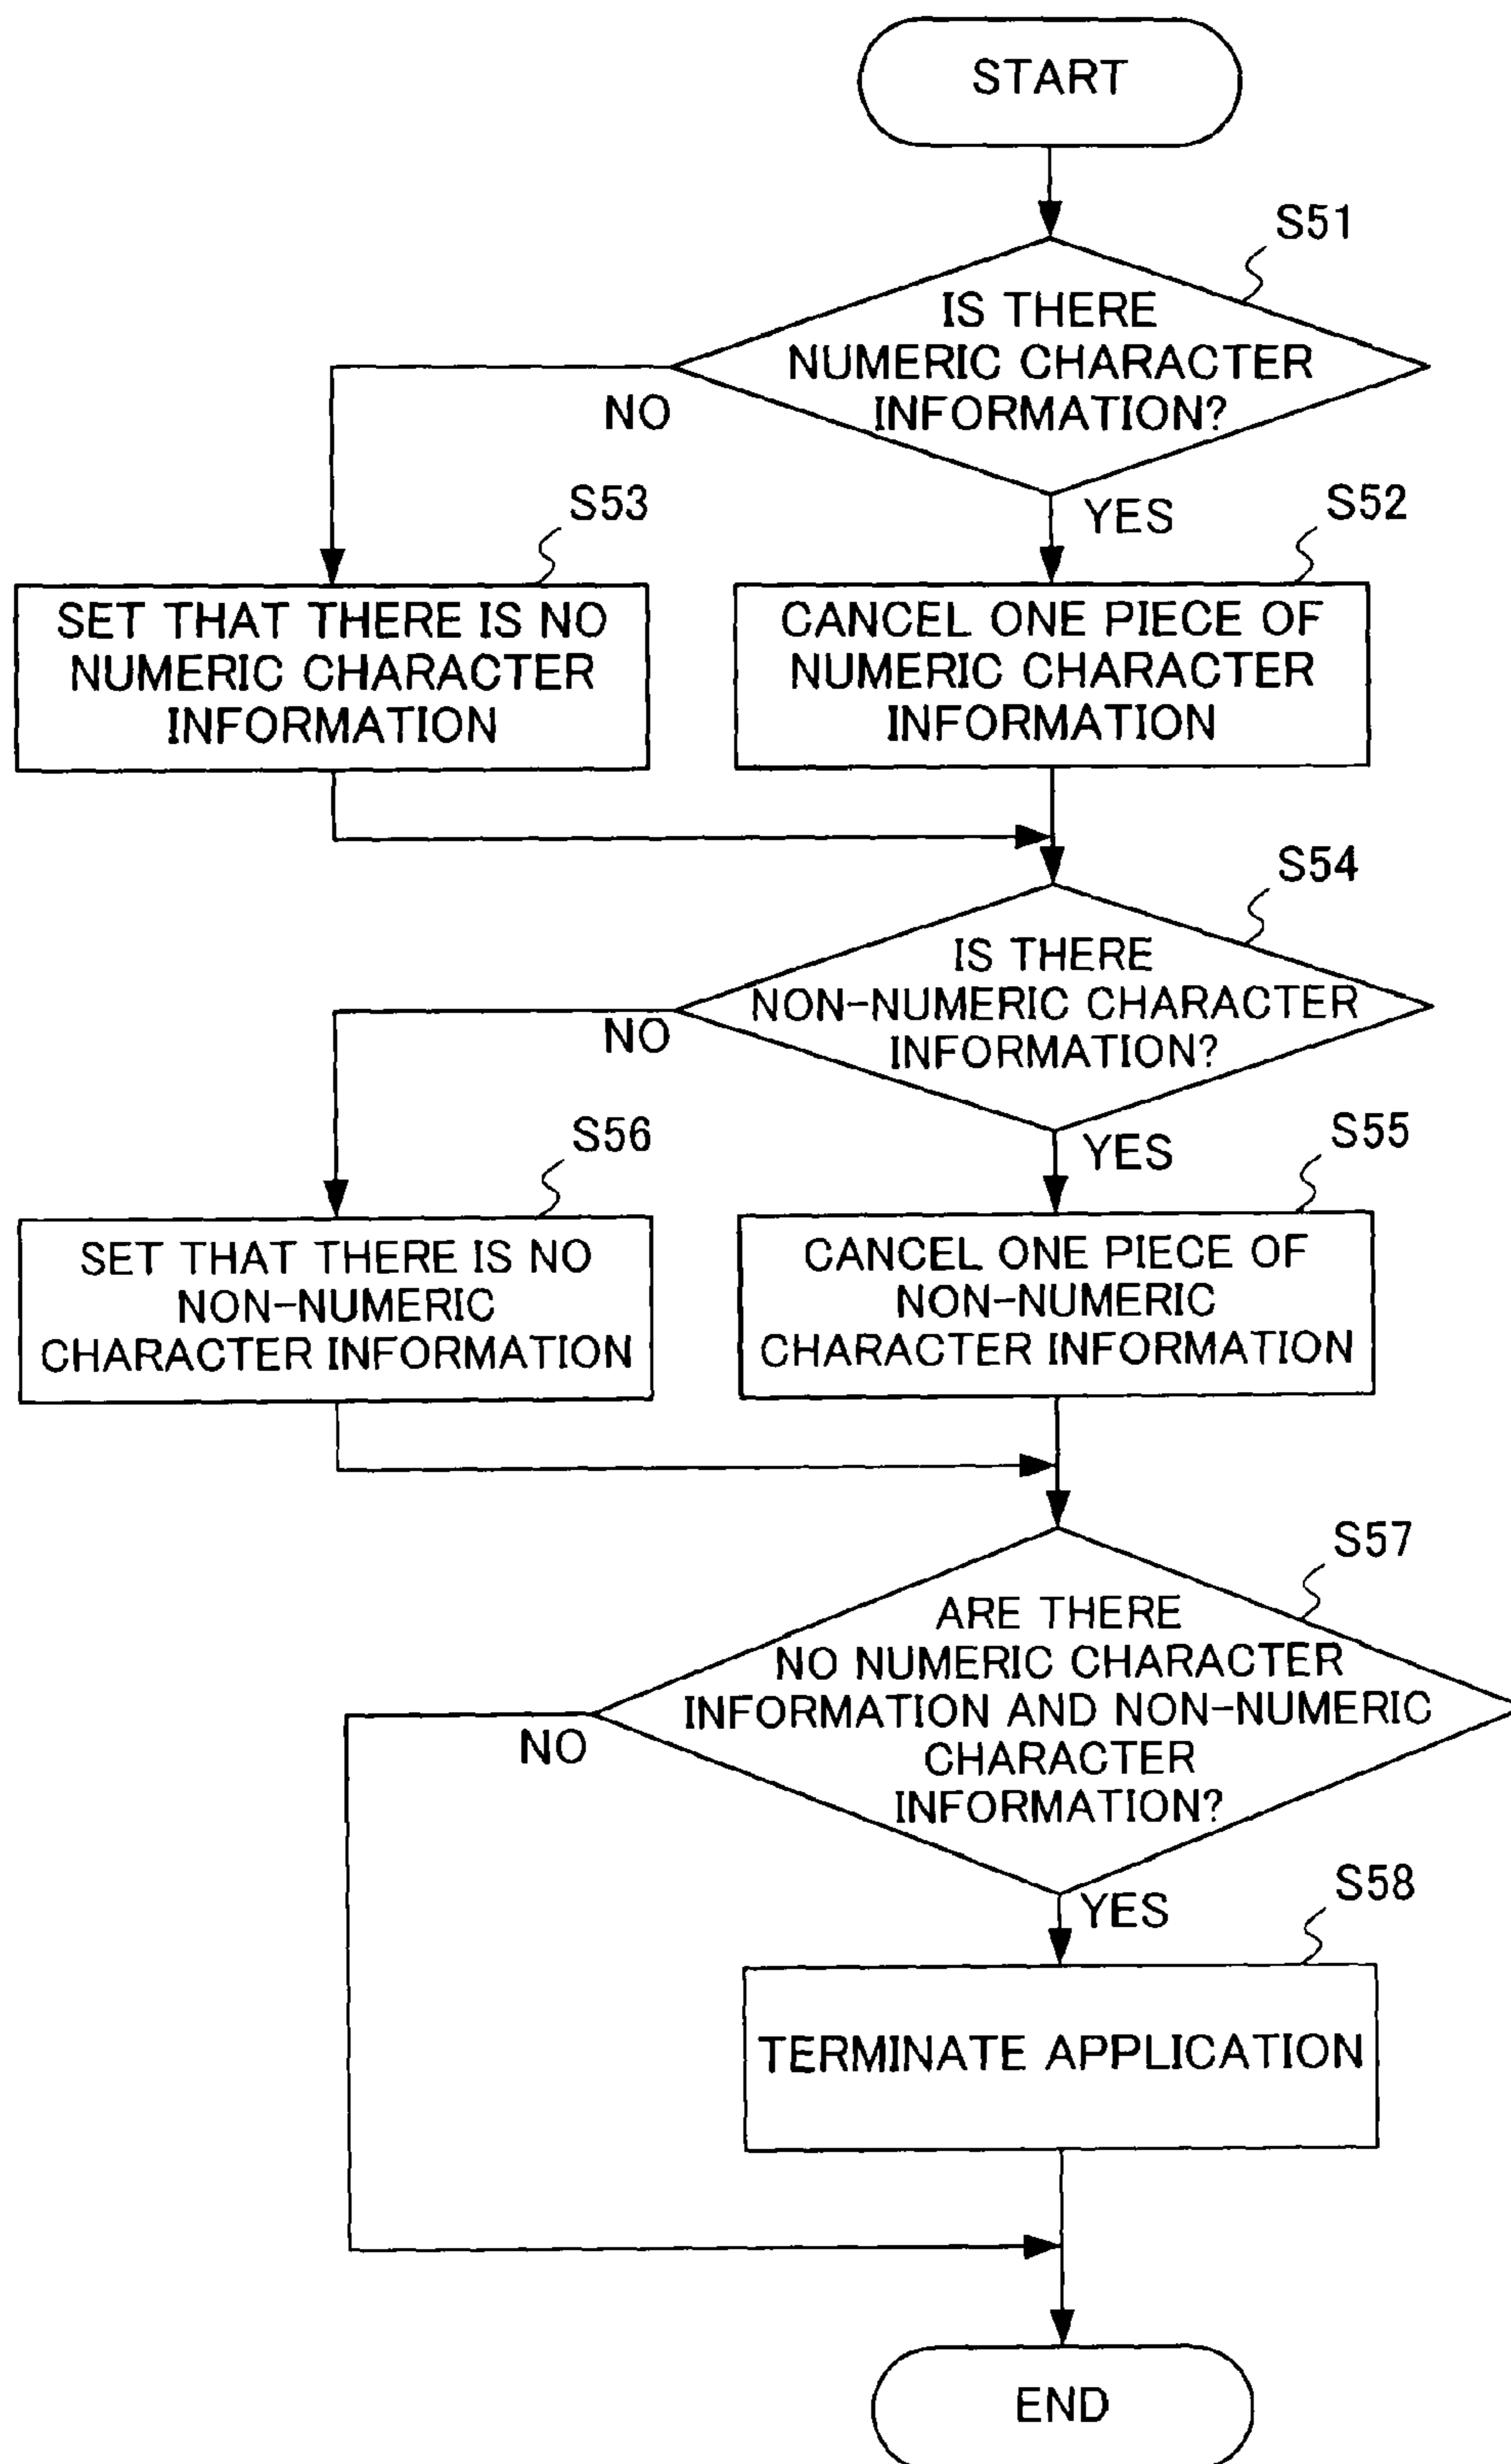 START
S51
IS THERE
NUMERIC CHARACTER
INFORMATION?
NO
YES
S53
S52
SET THAT THERE IS NO
NUMERIC CHARACTER
INFORMATION
CANCEL ONE PIECE OF
NUMERIC CHARACTER
INFORMATION
S54
IS THERE
NON-NUMERIC CHARACTER
INFORMATION?
NO
YES
S56
S55
SET THAT THERE IS NO
NON-NUMERIC
CHARACTER INFORMATION
CANCEL ONE PIECE OF
NON-NUMERIC
CHARACTER INFORMATION
S57
ARE THERE
NO NUMERIC CHARACTER
INFORMATION AND NON-NUMERIC
CHARACTER
INFORMATION?
NO
YES
S58
TERMINATE APPLICATION
END